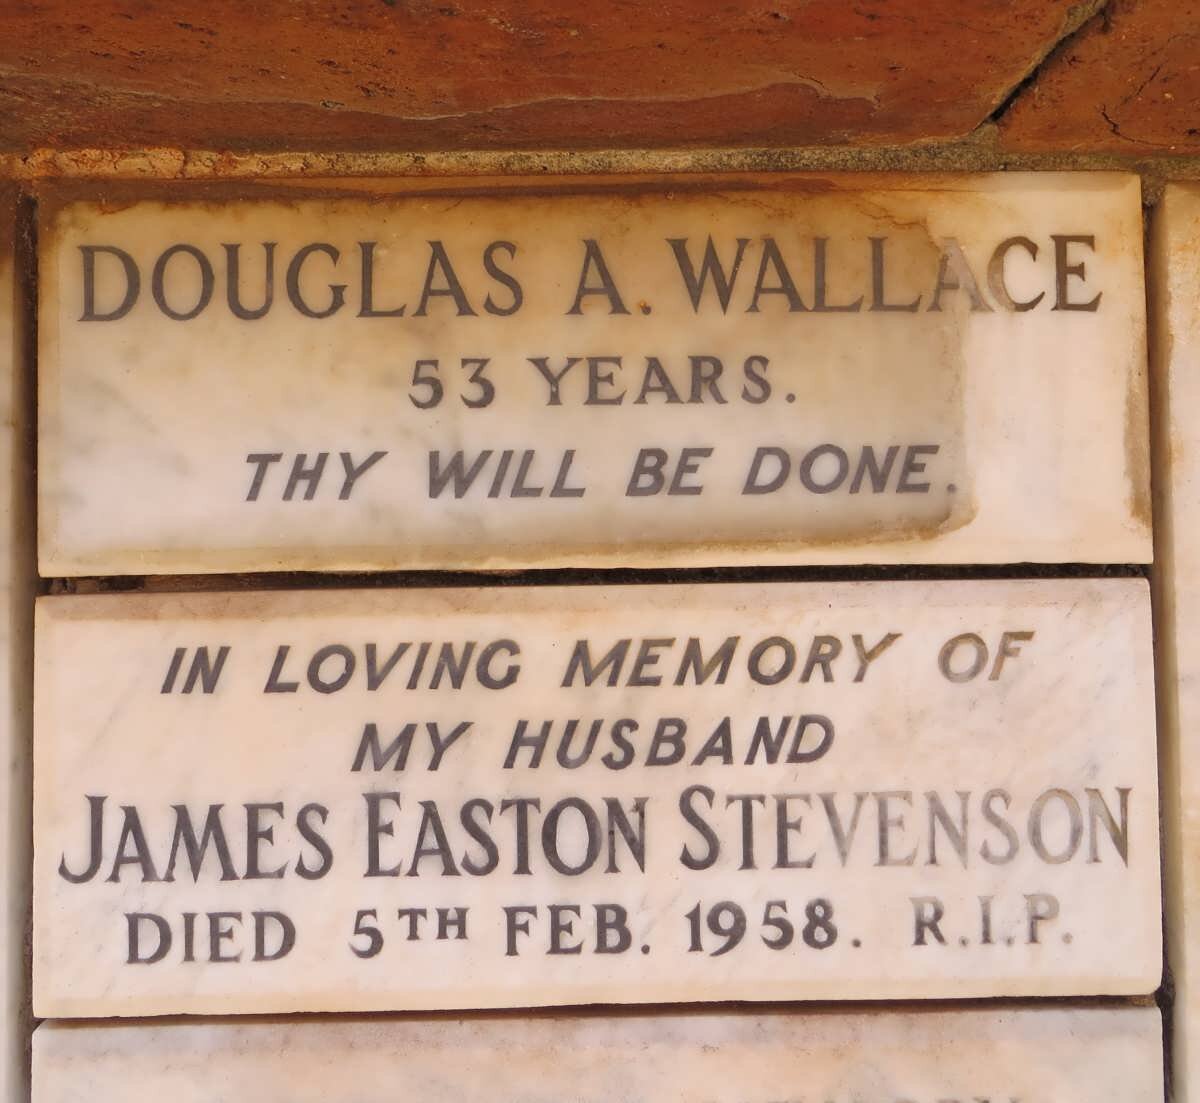 DOUGLAS A. WALLACE
53 YEARS.
THY WILL BE DONE.
IN LOVING MEMORY OF
MY HUSBAND
JAMES EASTON STEVENSON
DIED 5TH FEB. 1958. R.I.P.